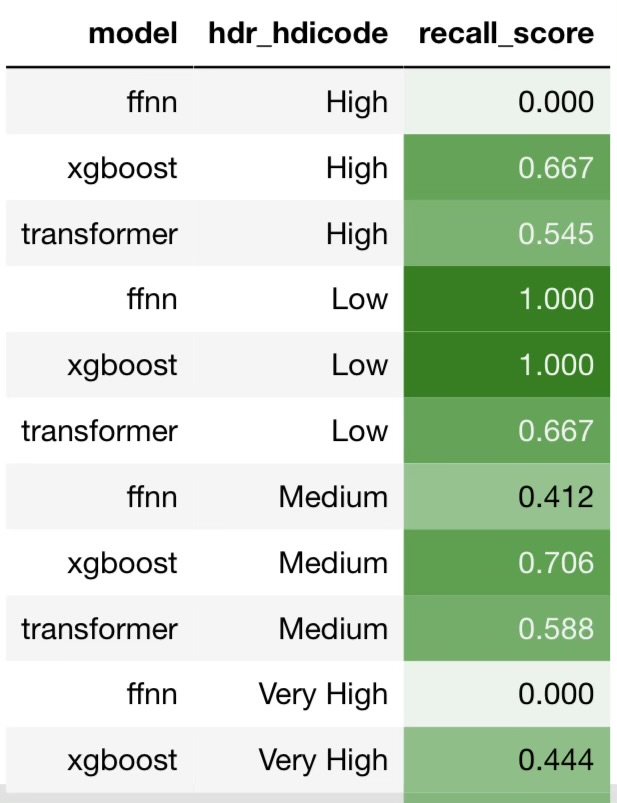 model hdr_hdicode recall_score
ffnn High 0.000
xgboost High 0.667
transformer High 0.545
ffnn Low 1.000
xgboost Low 1.000
transformer Low 0.667
ffnn Medium 0.412
xgboost Medium 0.706
transformer Medium 0.588
ffnn Very High 0.000
xgboost Very High 0.444